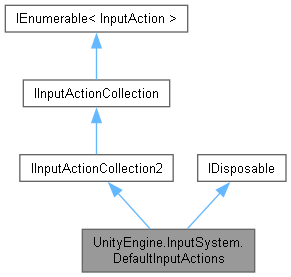 IEnumerable< InputAction >
IInputActionCollection
IInputActionCollection2
IDisposable
UnityEngine.InputSystem.
DefaultInputActions